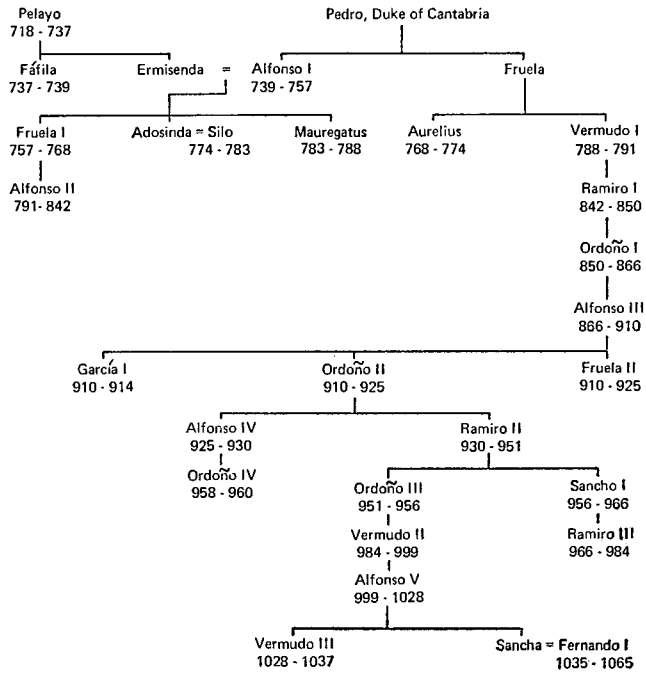 Pelayo
718 - 737
Pedro, Duke of Cantabria
Fáfila
737 - 739
Ermisenda = Alfonso I
739 - 757
Fruela
Fruela I
757 - 768
Adosinda = Silo
774 - 783
Mauregatus
783 - 788
Aurelius
768 - 774
Vermudo I
788 - 791
Alfonso II
791- 842
Ramiro I
842 - 850
Ordoño I
850 - 866
Alfonso III
866 - 910
García I
910 - 914
Ordoño II
910 - 925
Fruela II
910 - 925
Alfonso IV
925 - 930
Ramiro II
930 - 951
Ordoño IV
958 - 960
Ordoño III
951 - 956
Sancho I
956 - 966
Vermudo II
984 - 999
Ramiro III
966 - 984
Alfonso V
999 - 1028
Vermudo III
1028 - 1037
Sancha = Fernando I
1035 - 1065